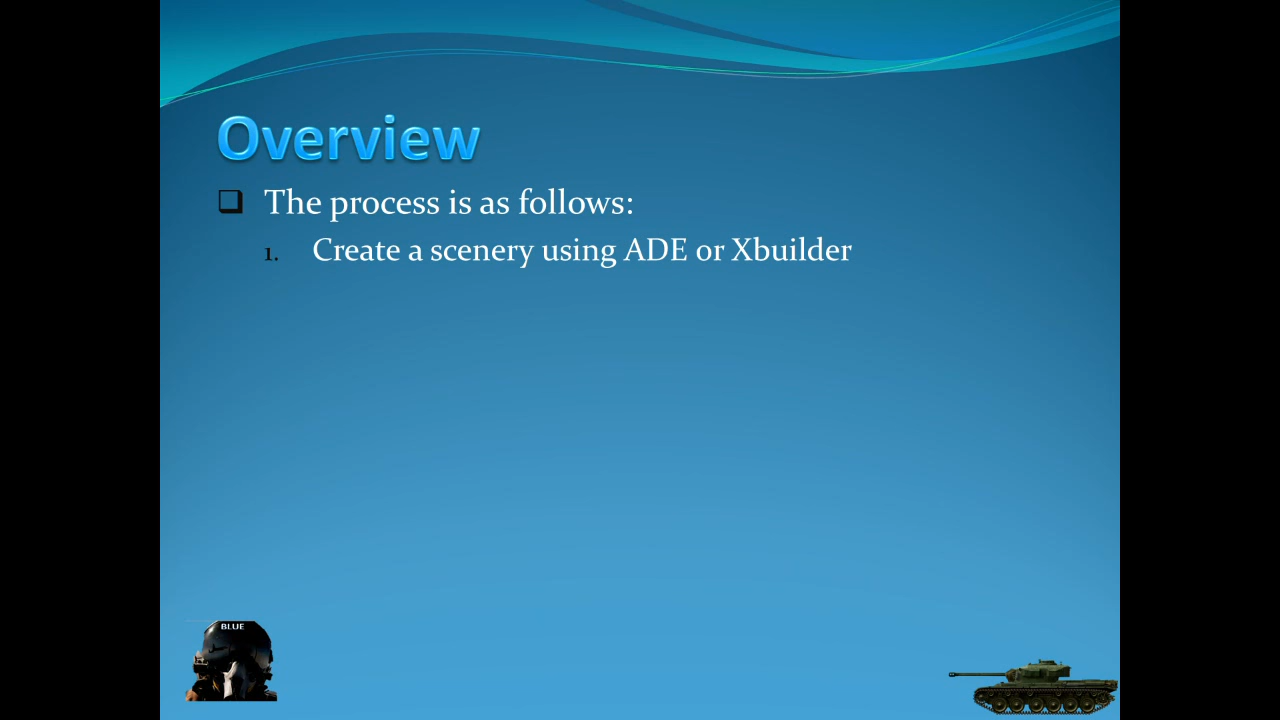 Overview
The process is as follows:
1. Create a scenery using ADE or Xbuilder
BLUE